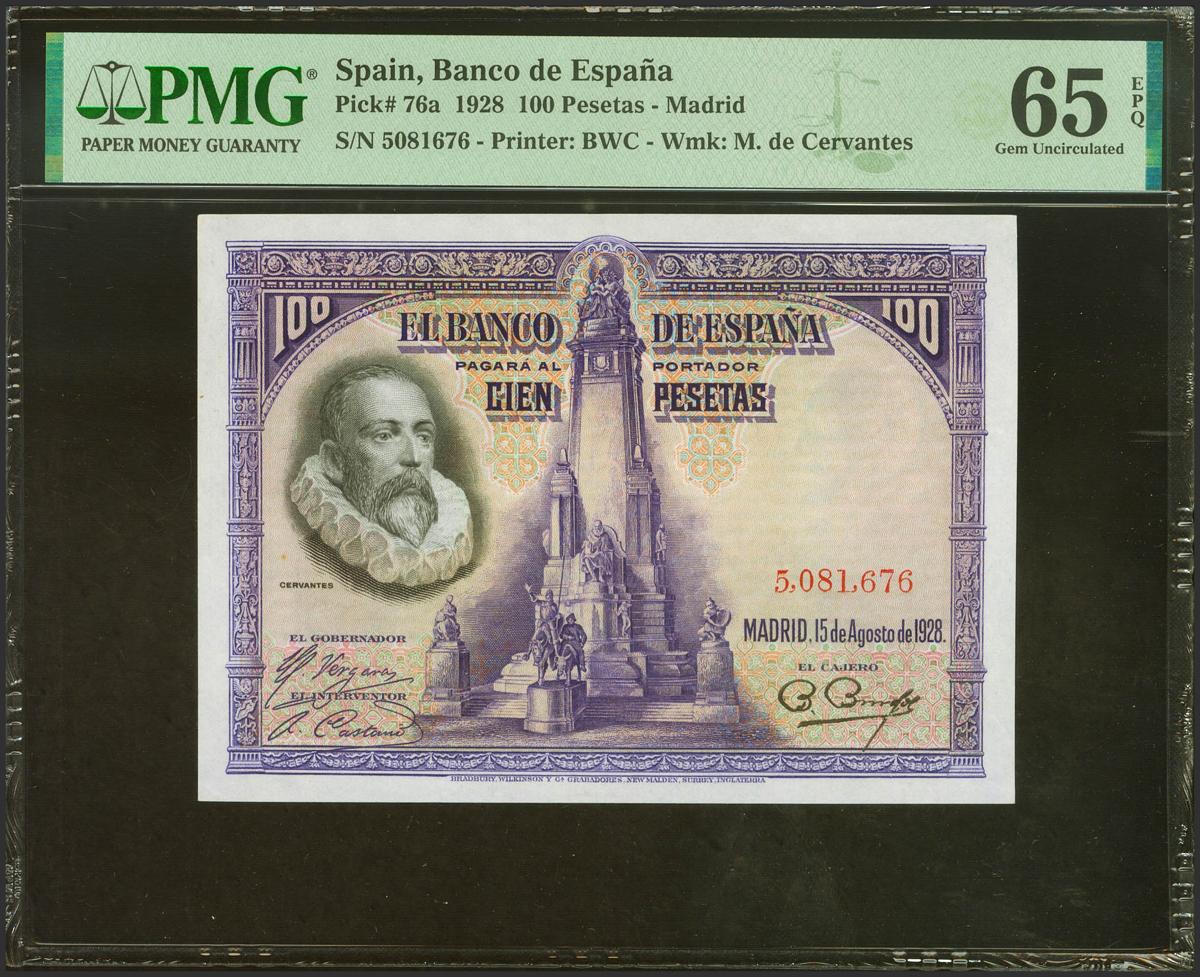 PMG®
PAPER MONEY GUARANTY
Spain, Banco de España
Pick# 76a 1928 100 Pesetas - Madrid
S/N 5081676 - Printer: BWC - Wmk: M. de Cervantes
65 EPQ
Gem Uncirculated
100 100
EL BANCO DE ESPAÑA
PAGARÁ AL PORTADOR
CIEN PESETAS
CERVANTES
5,081,676
MADRID, 15 de Agosto de 1928.
EL GOBERNADOR
EL CAJERO
Vergara
EL INTERVENTOR
A. Castaño
BRADBURY, WILKINSON Y Ca. GRABADORES, NEW MALDEN, SURREY, INGLATERRA